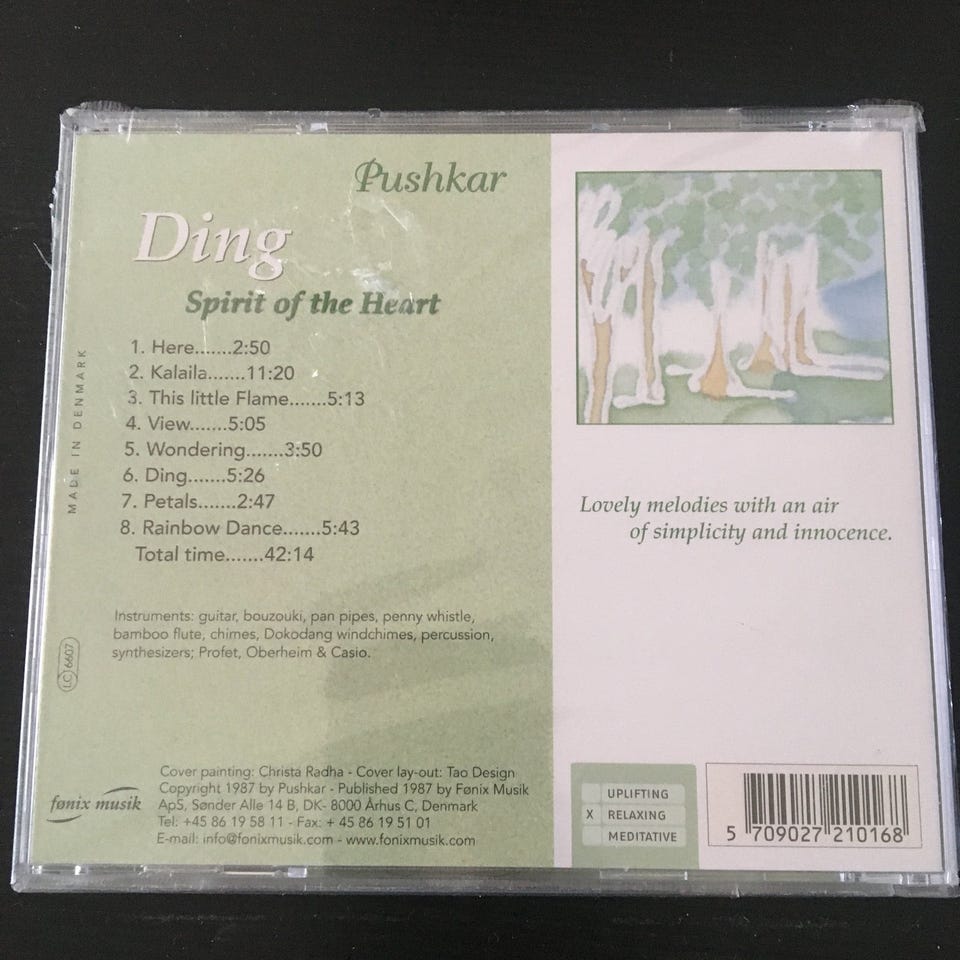 Pushkar
Ding
Spirit of the Heart
1. Here.......2:50
2. Kalaila.......11:20
3. This little Flame.......5:13
4. View.......5:05
5. Wondering.......3:50
6. Ding.......5:26
7. Petals.......2:47
8. Rainbow Dance.......5:43
Total time.......42:14
MADE IN DENMARK
Instruments: guitar, bouzouki, pan pipes, penny whistle,
bamboo flute, chimes, Dokodang windchimes, percussion,
synthesizers; Profet, Oberheim & Casio.
LC 6607
Cover painting: Christa Radha - Cover lay-out: Tao Design
Copyright 1987 by Pushkar - Published 1987 by Fønix Musik
ApS, Sønder Alle 14 B, DK- 8000 Århus C, Denmark
Tel: +45 86 19 58 11 - Fax: + 45 86 19 51 01
E-mail: info@fonixmusik.com - www.fonixmusik.com
fønix musik
Lovely melodies with an air
of simplicity and innocence.
UPLIFTING
X RELAXING
MEDITATIVE
5 709027 210168